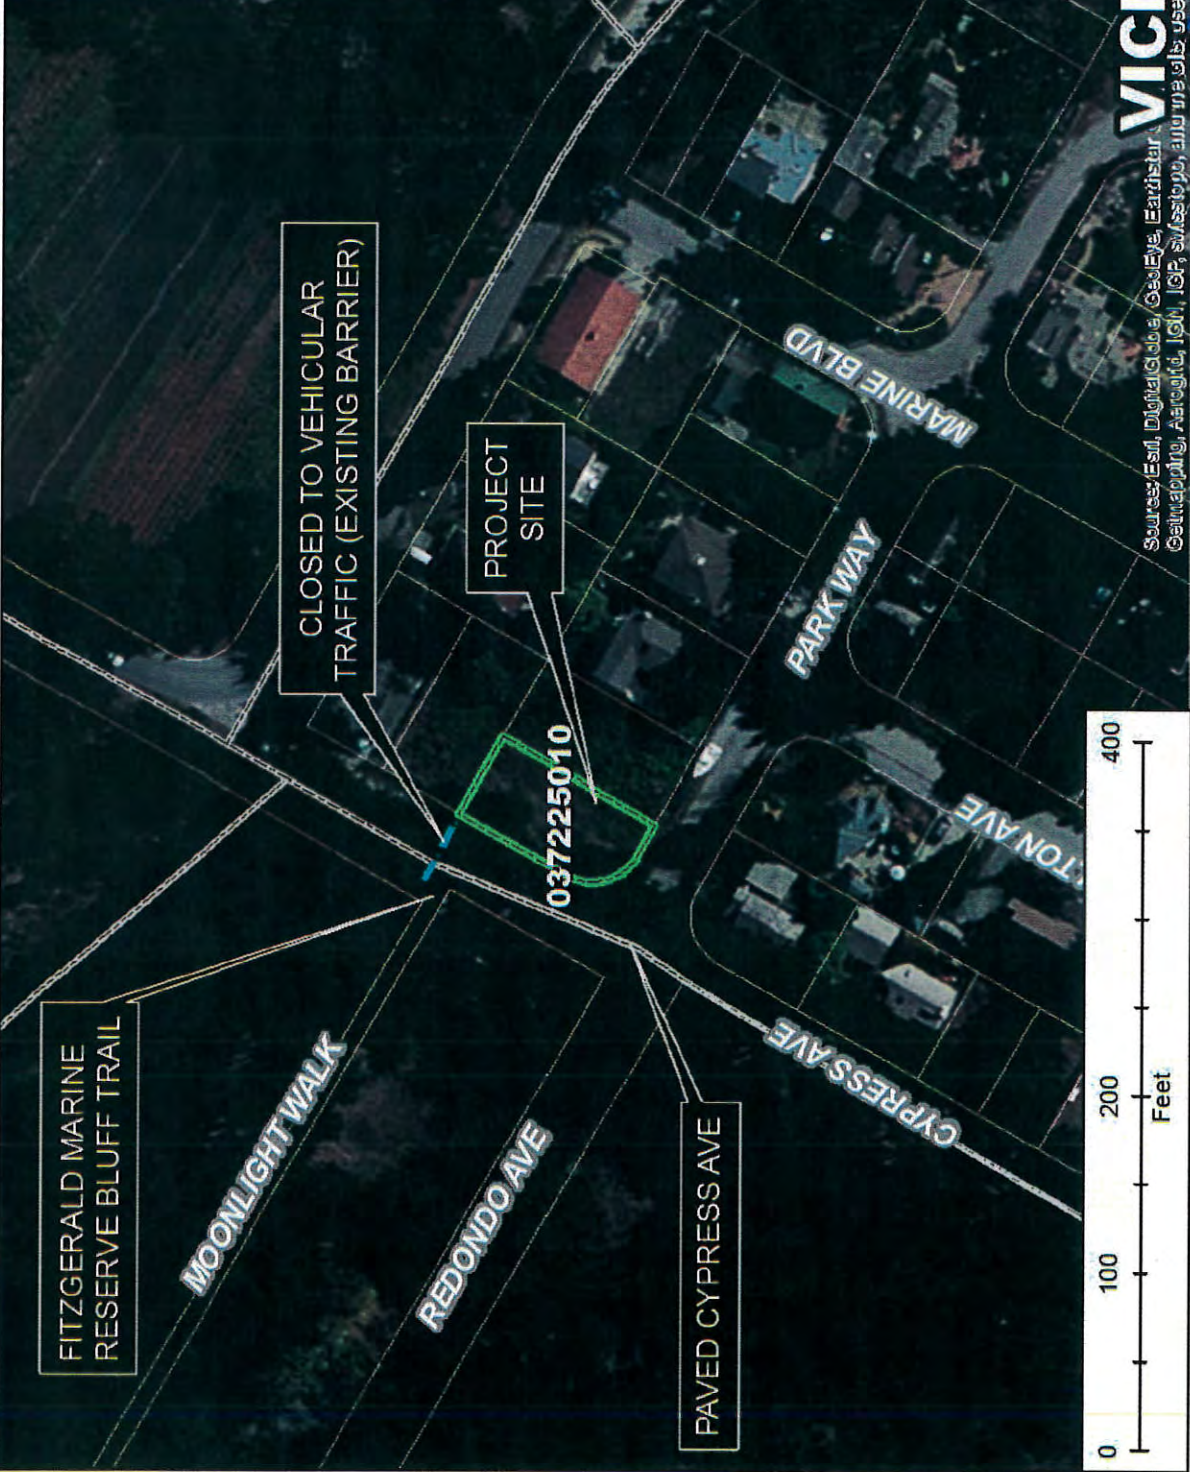 FITZGERALD MARINE
RESERVE BLUFF TRAIL
CLOSED TO VEHICULAR
TRAFFIC (EXISTING BARRIER)
MOONLIGHT WALK
PROJECT
SITE
REDONDO AVE
037225010
PAVED CYPRESS AVE
CYPRESS AVE
PARK WAY
MARINE BLVD
TON AVE
0 100 200 400
Feet
VICI
Source: Esri, DigitalGlobe, GeoEye, Earthstar
Getmapping, Aerogrid, IGN, IGP, swisstopo, and the GIS Use